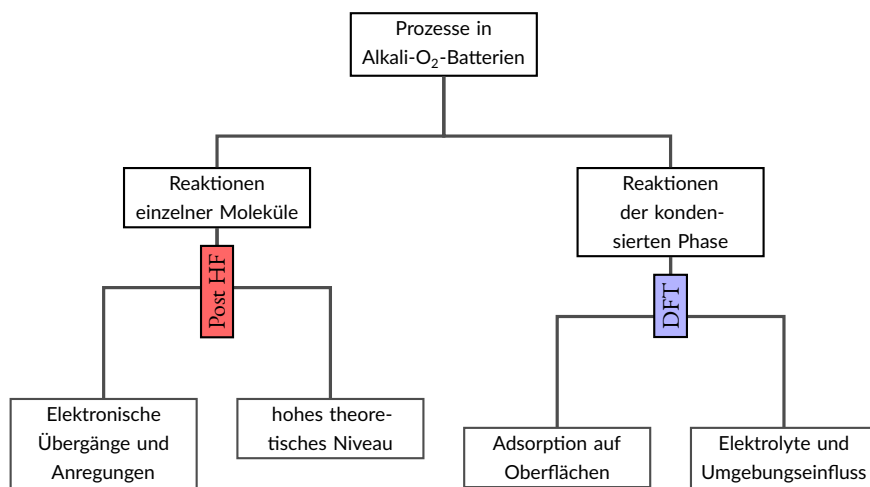 Prozesse in
Alkali-O₂-Batterien
Reaktionen
einzelner Moleküle
Reaktionen
der konden-
sierten Phase
Post HF
DFT
Elektronische
Übergänge und
Anregungen
hohes theore-
tisches Niveau
Adsorption auf
Oberflächen
Elektrolyte und
Umgebungseinfluss